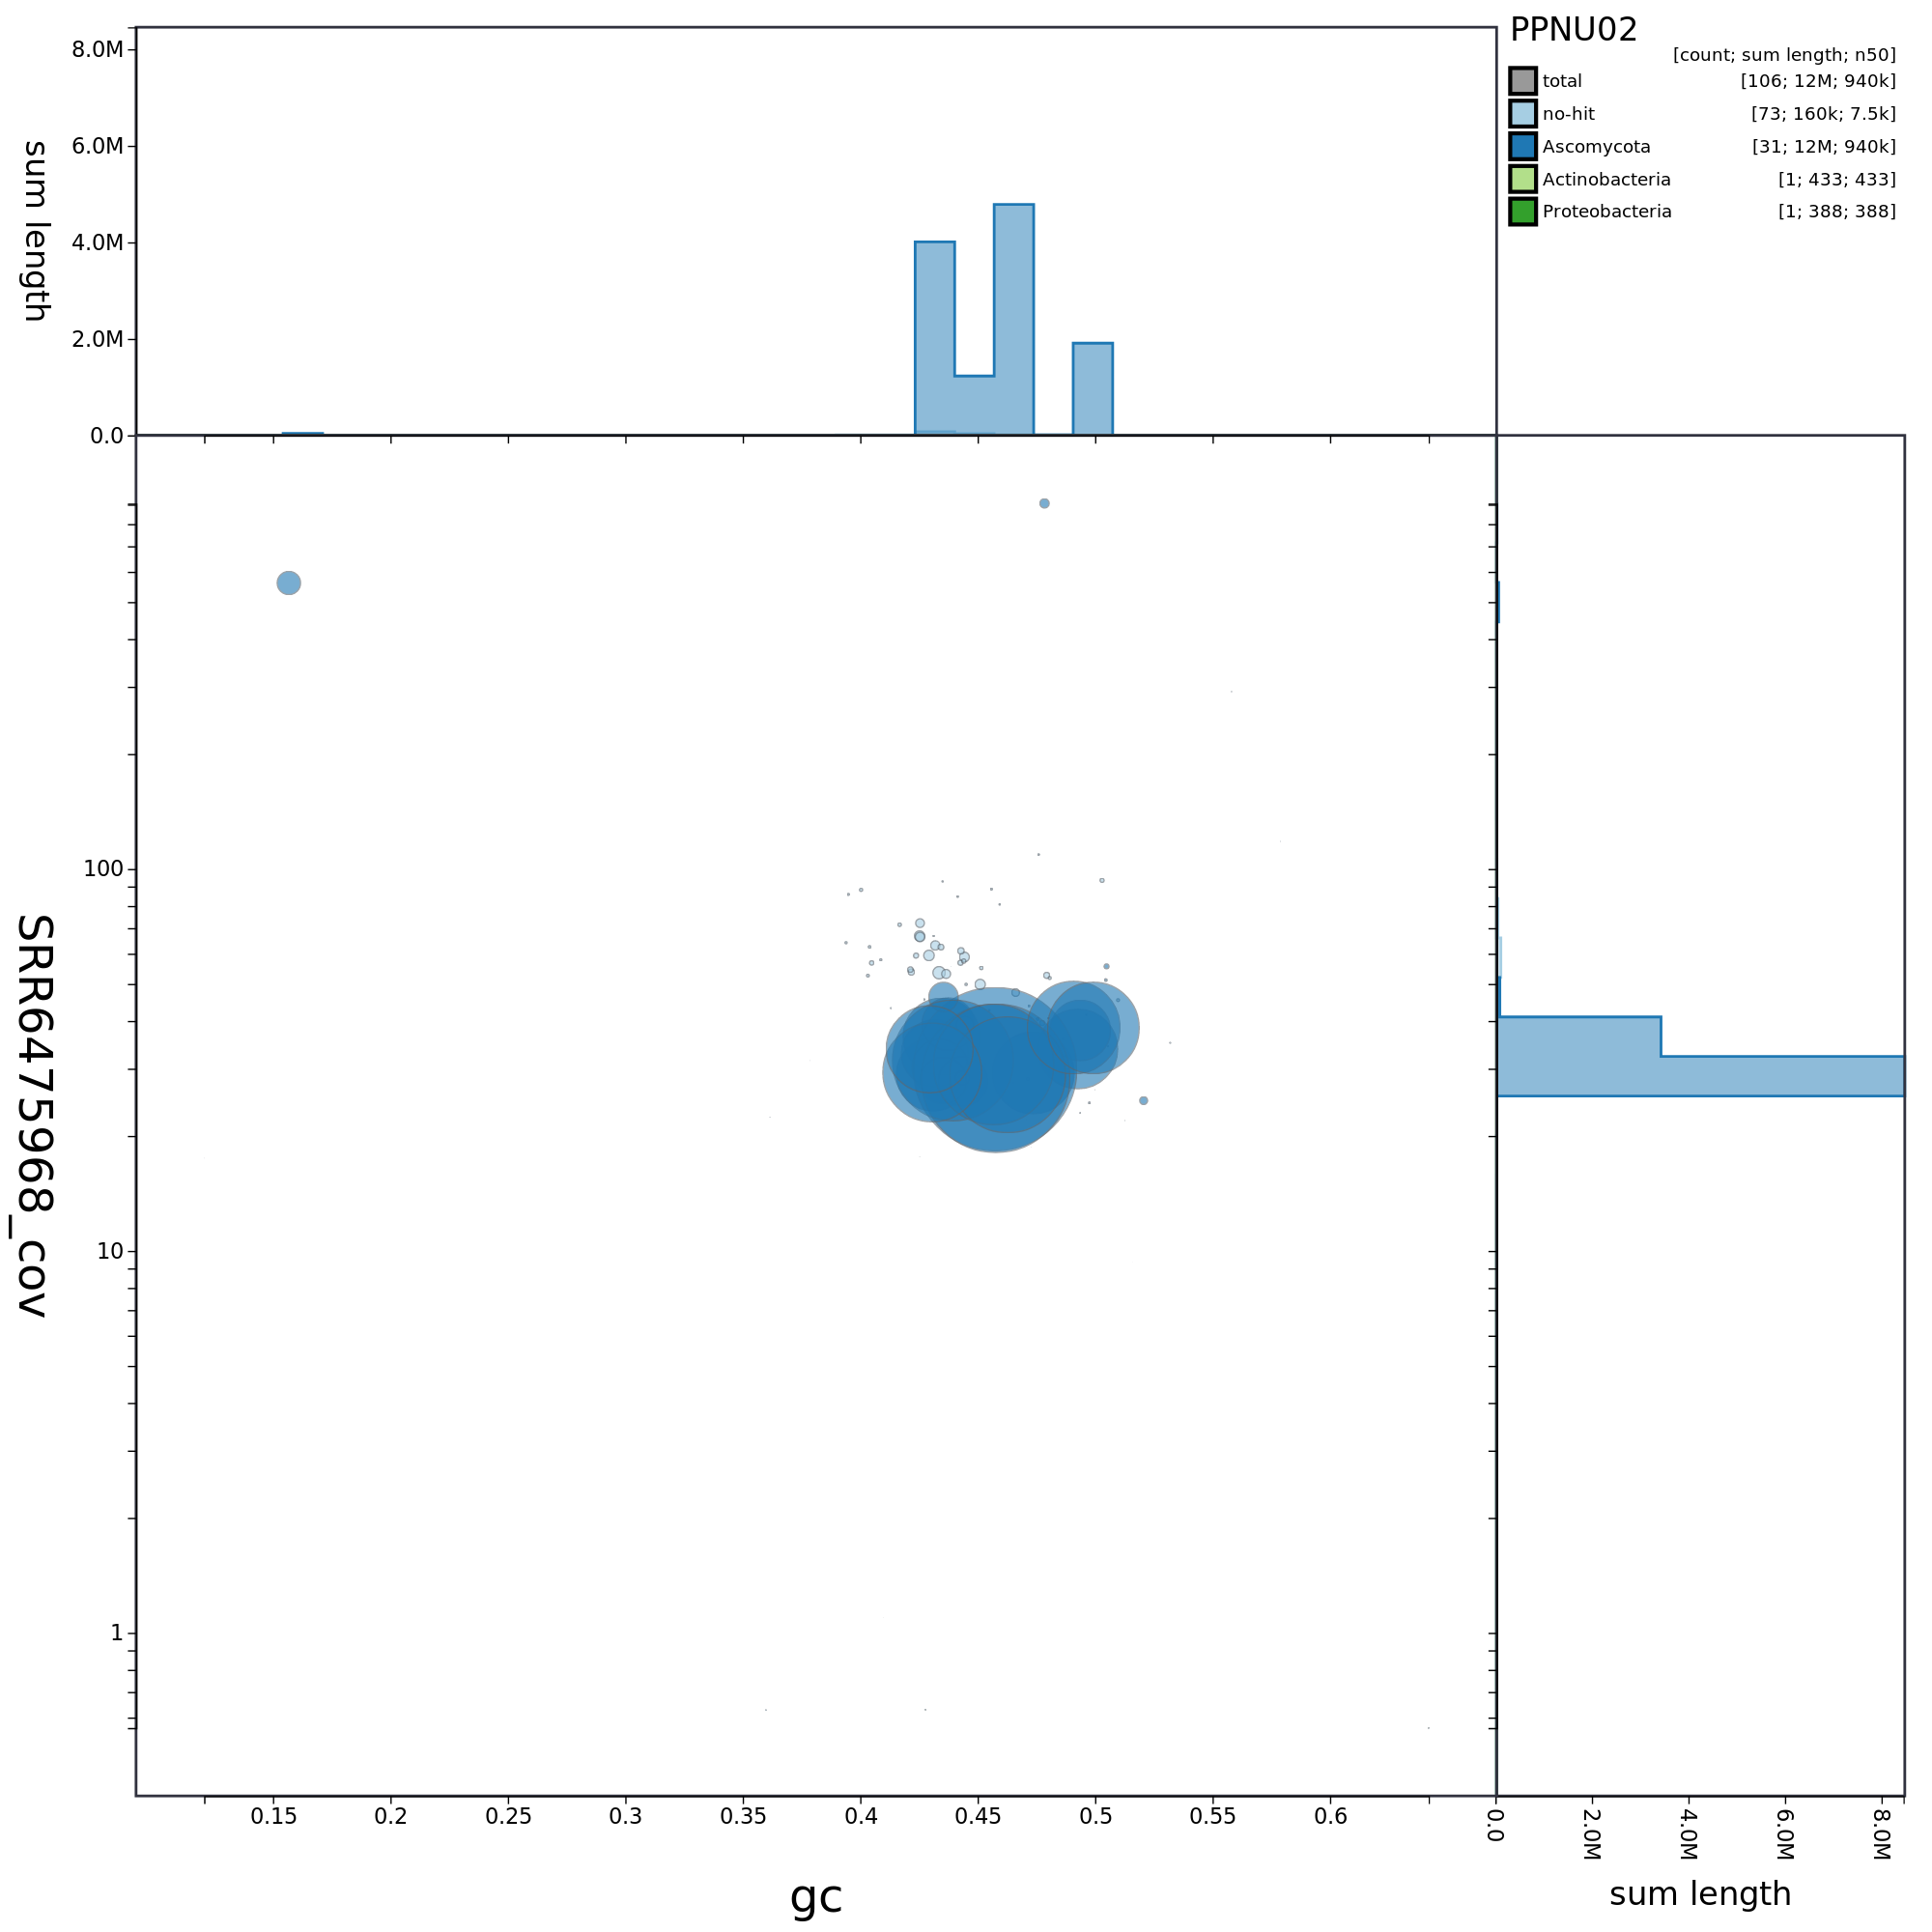 PPNU02
[count; sum length; n50]
total [106; 12M; 940k]
no-hit [73; 160k; 7.5k]
Ascomycota [31; 12M; 940k]
Actinobacteria [1; 433; 433]
Proteobacteria [1; 388; 388]
sum length
8.0M
6.0M
4.0M
2.0M
0.0
SRR6475968_cov
100
10
1
0.15 0.2 0.25 0.3 0.35 0.4 0.45 0.5 0.55 0.6
gc
0.0 2.0M 4.0M 6.0M 8.0M
sum length